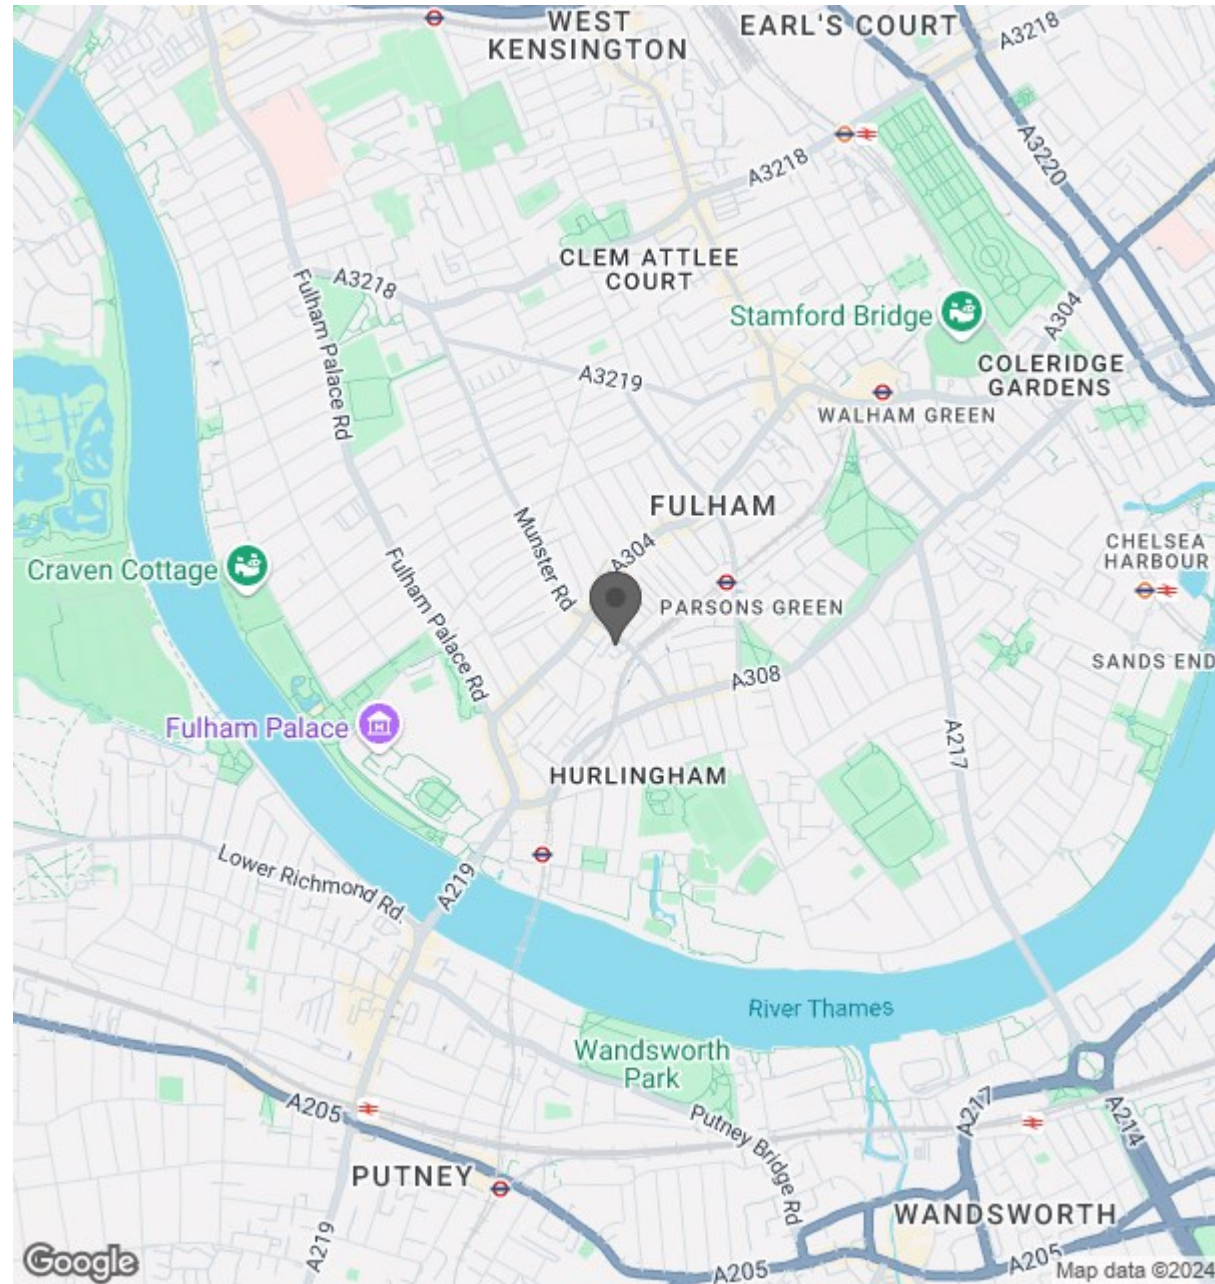 WEST
KENSINGTON
EARL'S COURT
A3218
A3218
A3220
CLEM ATTLEE
COURT
A3218
Fulham Palace Rd
Stamford Bridge
A304
COLERIDGE
GARDENS
A3219
WALHAM GREEN
FULHAM
Munster Rd
A304
CHELSEA
HARBOUR
Craven Cottage
Fulham Palace Rd
PARSONS GREEN
SANDS END
A308
Fulham Palace
A217
HURLINGHAM
Lower Richmond Rd.
A219
River Thames
Wandsworth
Park
A205
Putney Bridge Rd
A217
A214
PUTNEY
WANDSWORTH
A219
A205
A205
Google
Map data ©2024